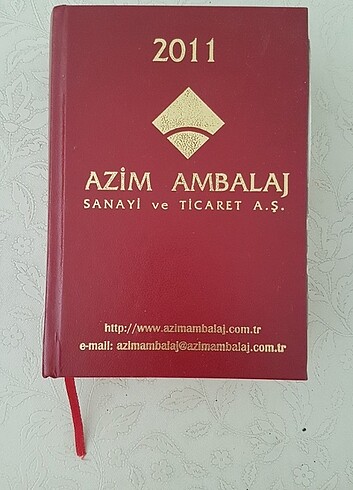 2011
AZİM AMBALAJ
SANAYİ ve TİCARET A.Ş.
http://www.azimambalaj.com.tr
e-mail: azimambalaj@azimambalaj.com.tr